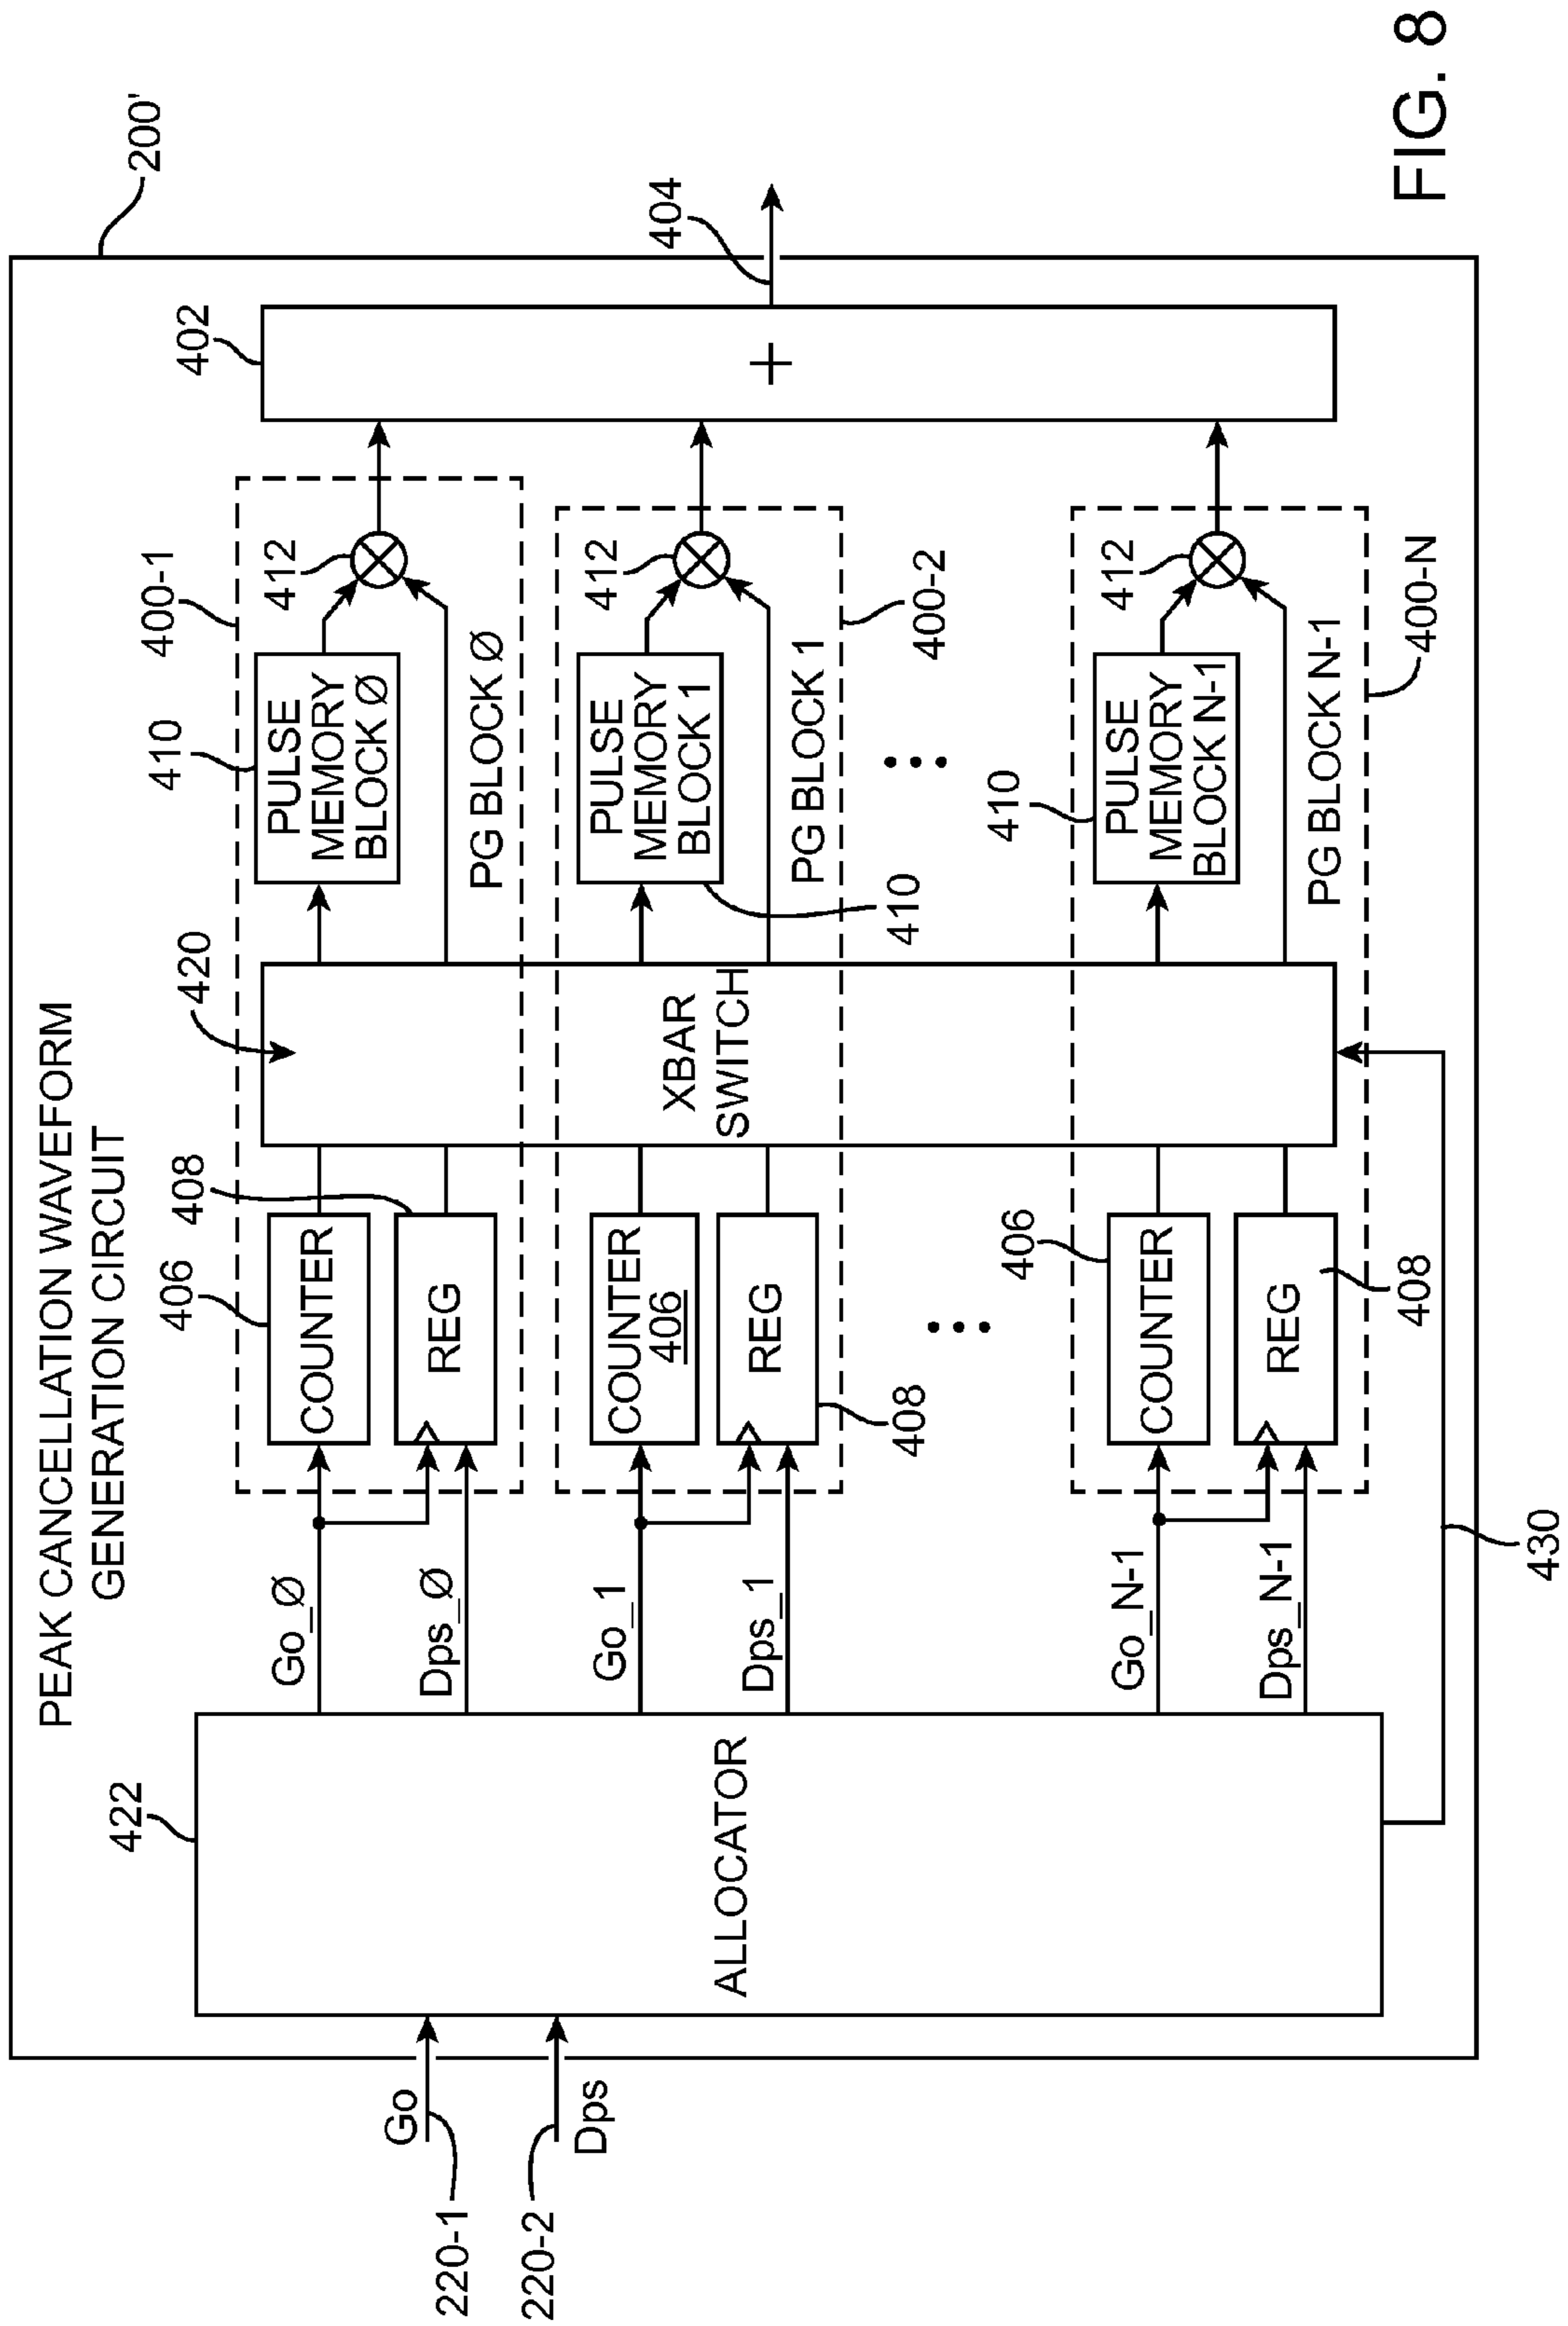 PEAK CANCELLATION WAVEFORM
GENERATION CIRCUIT
200'
422
ALLOCATOR
Go
220-1
Dps
220-2
Go_Ø
Dps_Ø
Go_1
Dps_1
Go_N-1
Dps_N-1
430
406
COUNTER
408
REG
COUNTER
406
REG
408
406
COUNTER
REG
408
420
XBAR
SWITCH
400-1
410
PULSE
MEMORY
BLOCK Ø
412
PG BLOCK Ø
PULSE
MEMORY
BLOCK 1
410
412
PG BLOCK 1
400-2
410
PULSE
MEMORY
BLOCK N-1
412
PG BLOCK N-1
400-N
402
+
404
FIG. 8